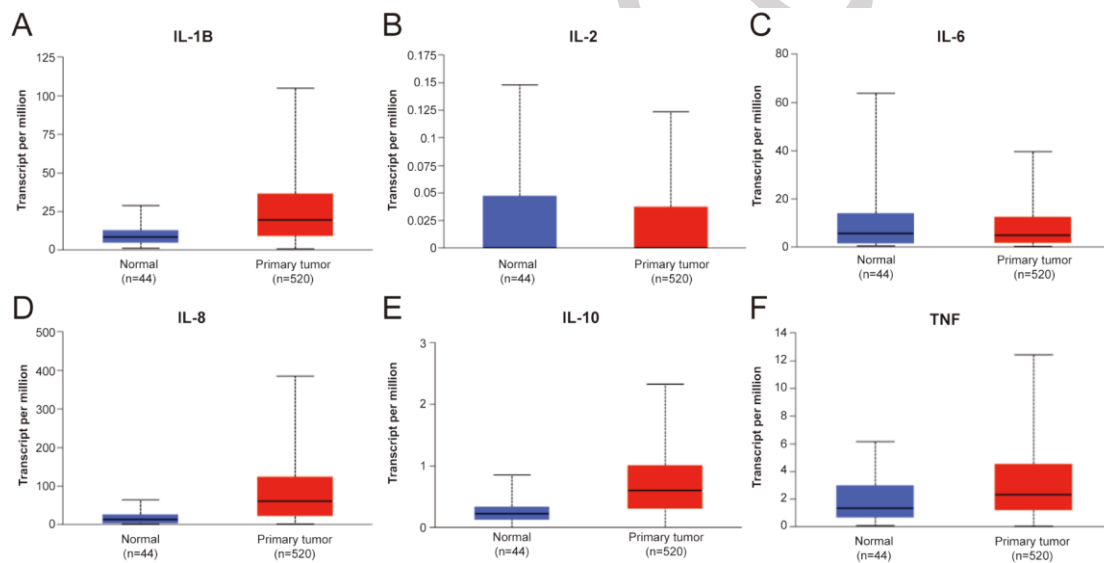 A
IL-1B
Transcript per million
125
100
75
50
25
0
Normal
(n=44)
Primary tumor
(n=520)
B
IL-2
Transcript per million
0.175
0.15
0.125
0.1
0.075
0.05
0.025
0
Normal
(n=44)
Primary tumor
(n=520)
C
IL-6
Transcript per million
80
60
40
20
0
Normal
(n=44)
Primary tumor
(n=520)
D
IL-8
Transcript per million
500
400
300
200
100
0
Normal
(n=44)
Primary tumor
(n=520)
E
IL-10
Transcript per million
3
2
1
0
Normal
(n=44)
Primary tumor
(n=520)
F
TNF
Transcript per million
14
12
10
8
6
4
2
0
Normal
(n=44)
Primary tumor
(n=520)